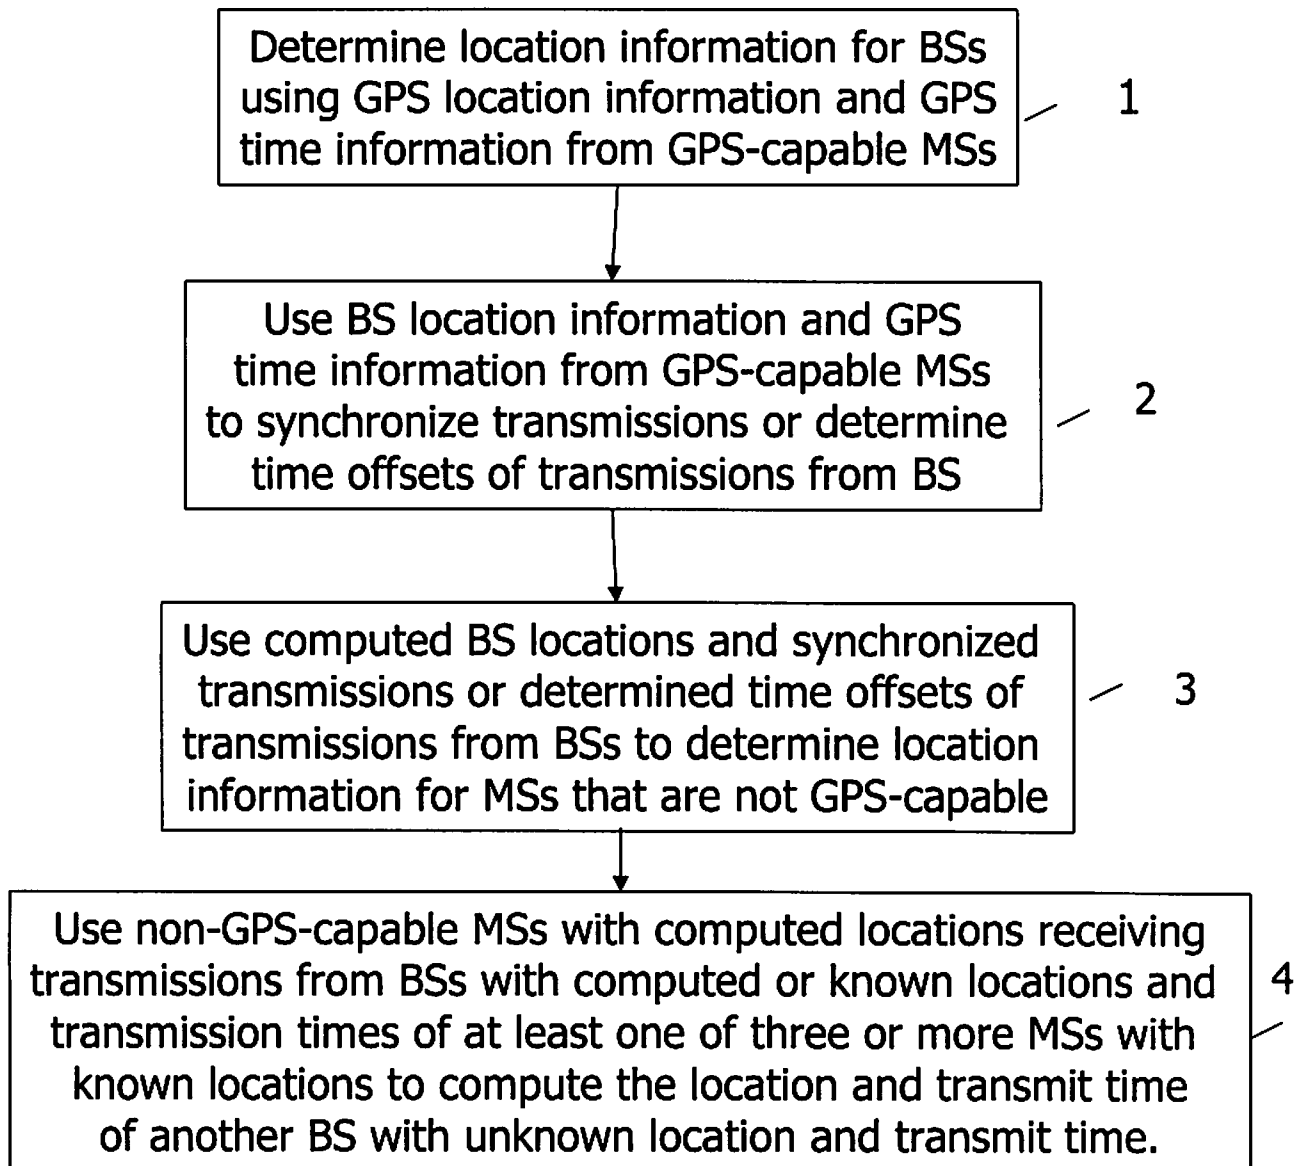 Determine location information for BSs
using GPS location information and GPS
time information from GPS-capable MSs
1
Use BS location information and GPS
time information from GPS-capable MSs
to synchronize transmissions or determine
time offsets of transmissions from BS
2
Use computed BS locations and synchronized
transmissions or determined time offsets of
transmissions from BSs to determine location
information for MSs that are not GPS-capable
3
Use non-GPS-capable MSs with computed locations receiving
transmissions from BSs with computed or known locations and
transmission times of at least one of three or more MSs with
known locations to compute the location and transmit time
of another BS with unknown location and transmit time.
4